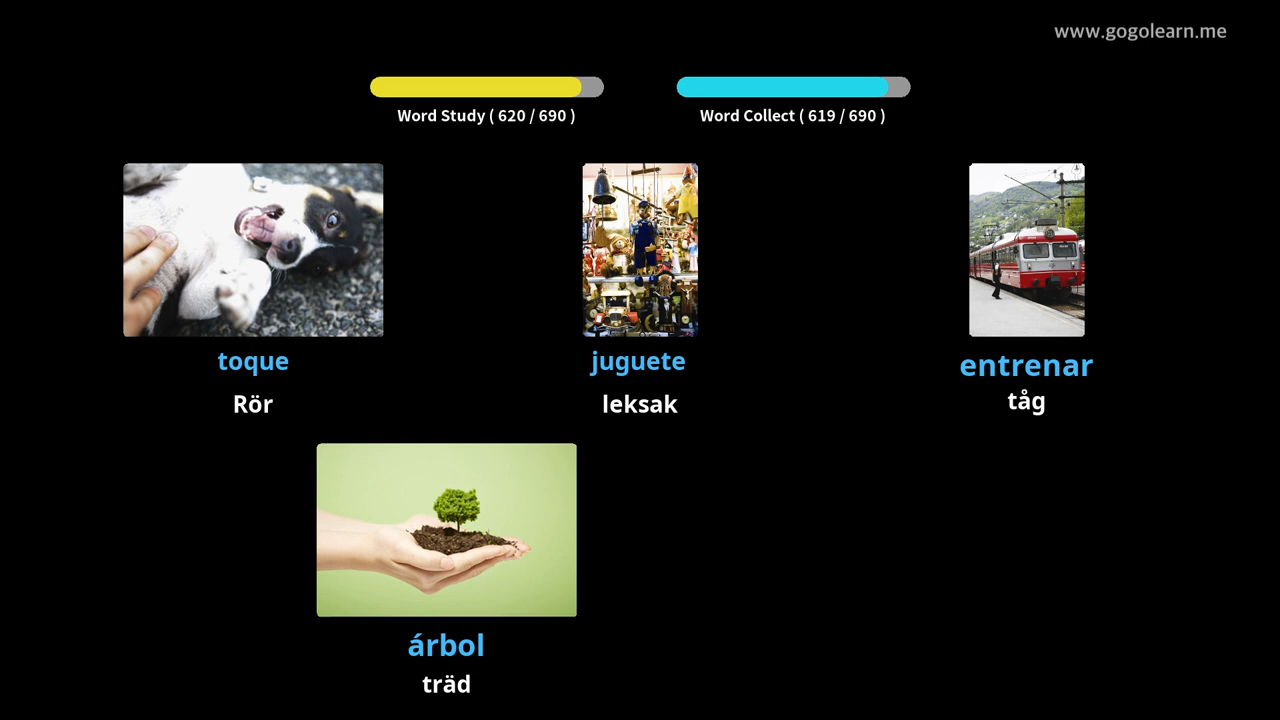 www.gogolearn.me
Word Study ( 620 / 690 )
Word Collect ( 619 / 690 )
toque
Rör
juguete
leksak
entrenar
tåg
árbol
träd